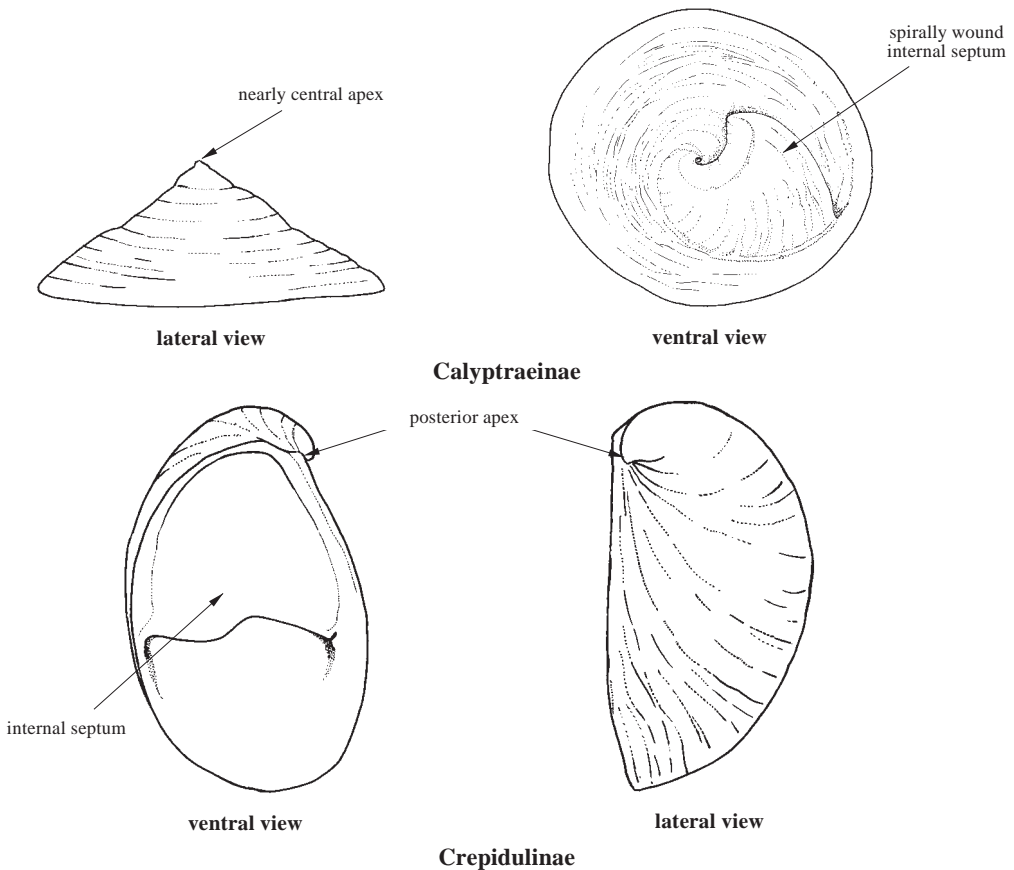 spirally wound
internal septum
nearly central apex
lateral view
ventral view
Calyptraeinae
posterior apex
internal septum
ventral view
lateral view
Crepidulinae